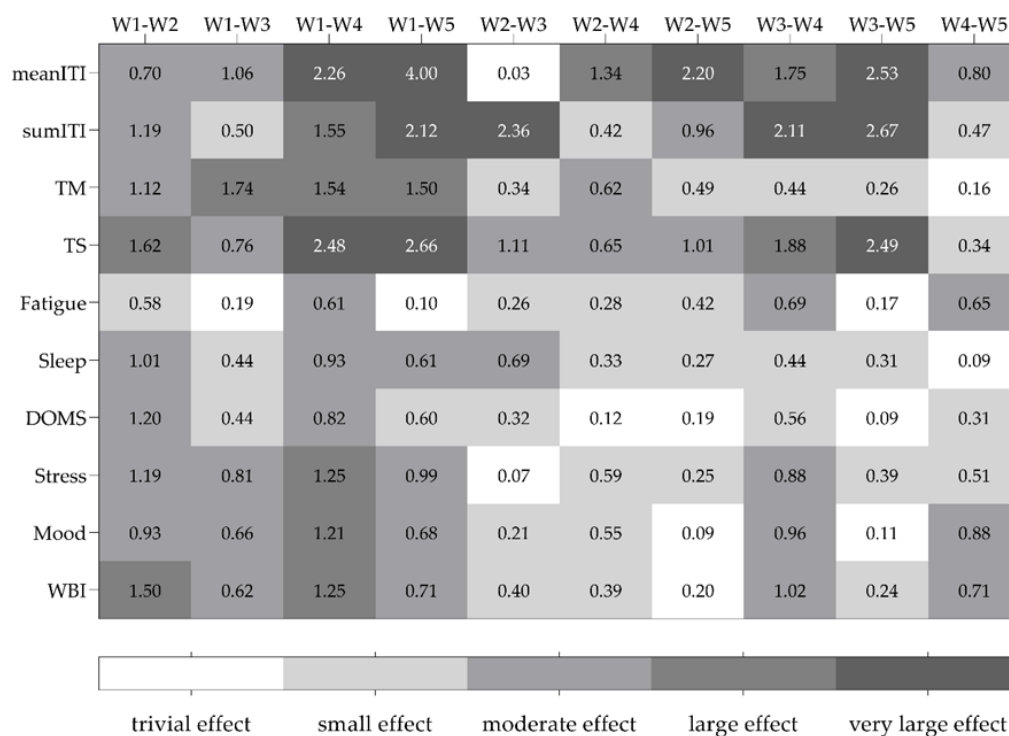 W1-W2 W1-W3 W1-W4 W1-W5 W2-W3 W2-W4 W2-W5 W3-W4 W3-W5 W4-W5
meanITI 0.70 1.06 2.26 4.00 0.03 1.34 2.20 1.75 2.53 0.80
sumITI 1.19 0.50 1.55 2.12 2.36 0.42 0.96 2.11 2.67 0.47
TM 1.12 1.74 1.54 1.50 0.34 0.62 0.49 0.44 0.26 0.16
TS 1.62 0.76 2.48 2.66 1.11 0.65 1.01 1.88 2.49 0.34
Fatigue 0.58 0.19 0.61 0.10 0.26 0.28 0.42 0.69 0.17 0.65
Sleep 1.01 0.44 0.93 0.61 0.69 0.33 0.27 0.44 0.31 0.09
DOMS 1.20 0.44 0.82 0.60 0.32 0.12 0.19 0.56 0.09 0.31
Stress 1.19 0.81 1.25 0.99 0.07 0.59 0.25 0.88 0.39 0.51
Mood 0.93 0.66 1.21 0.68 0.21 0.55 0.09 0.96 0.11 0.88
WBI 1.50 0.62 1.25 0.71 0.40 0.39 0.20 1.02 0.24 0.71
trivial effect small effect moderate effect large effect very large effect